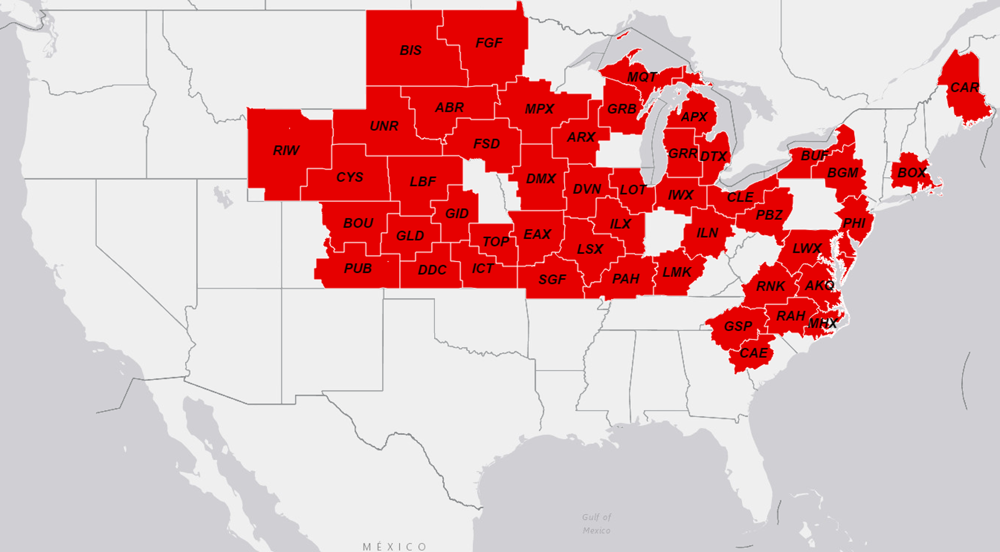 BIS
FGF
MQT
CAR
ABR
MPX
GRB
APX
UNR
ARX
FSD
RIW
GRR
DTX
BUF
BGM
BOX
CYS
LBF
DMX
DVN
LOT
IWX
CLE
GID
PBZ
BOU
GLD
TOP
EAX
ILX
ILN
PHI
LSX
LWX
PUB
DDC
ICT
SGF
PAH
LMK
RNK
AKQ
GSP
RAH
MHX
CAE
Gulf of
Mexico
MÉXICO